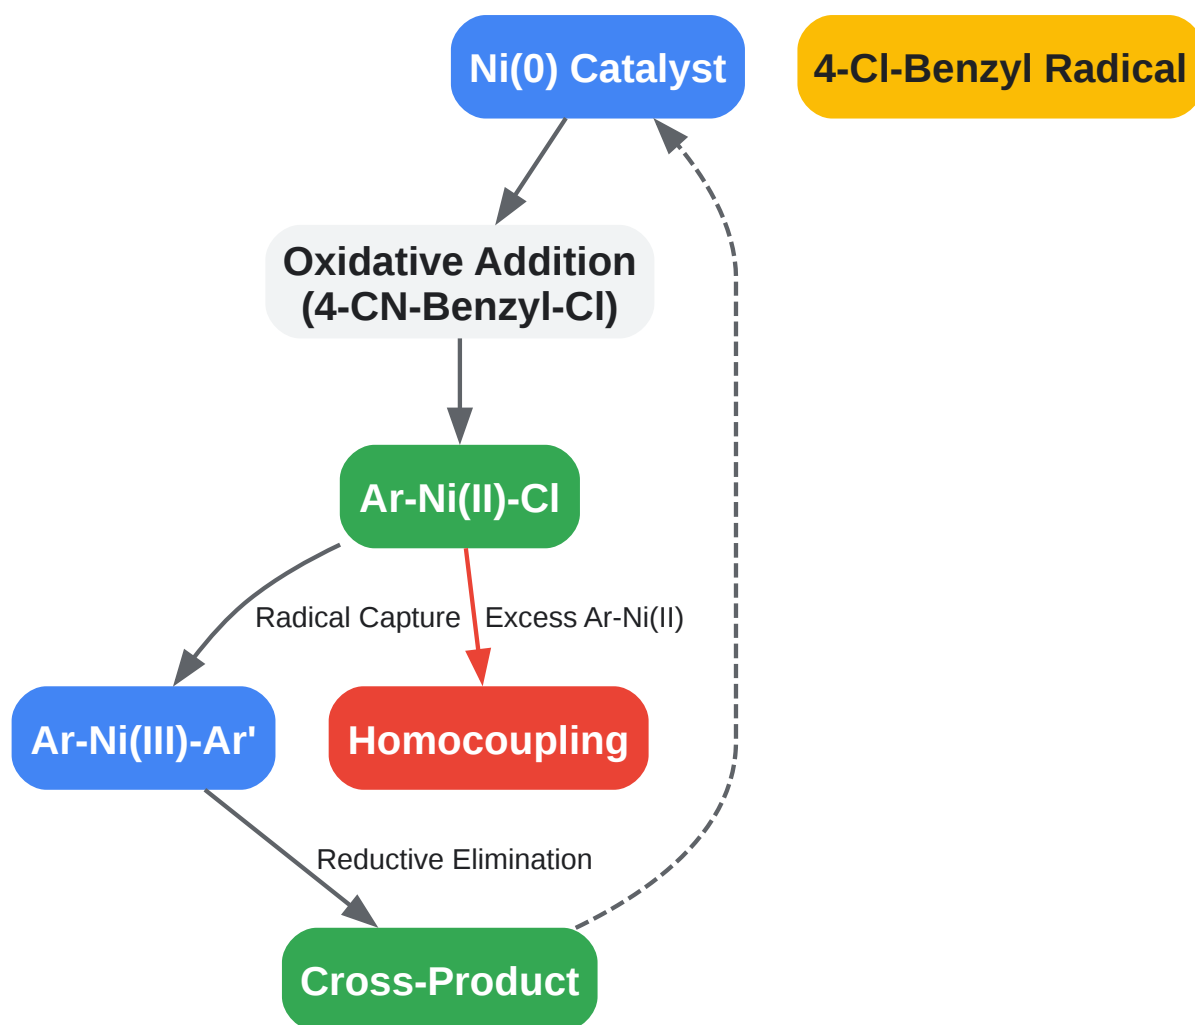 Ni(0) Catalyst
4-Cl-Benzyl Radical
Oxidative Addition
(4-CN-Benzyl-Cl)
Ar-Ni(II)-Cl
Radical Capture
Excess Ar-Ni(II)
Ar-Ni(III)-Ar'
Homocoupling
Reductive Elimination
Cross-Product